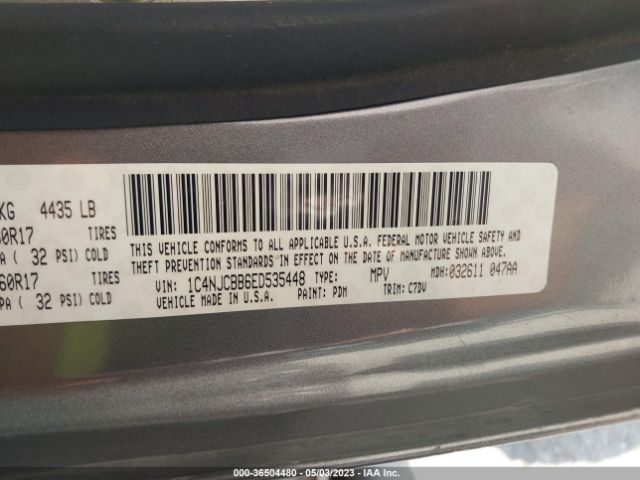 KG 4435 LB
60R17 TIRES
A ( 32 PSI) COLD
60R17 TIRES
PA ( 32 PSI) COLD
THIS VEHICLE CONFORMS TO ALL APPLICABLE U.S.A. FEDERAL MOTOR VEHICLE SAFETY AND
THEFT PREVENTION STANDARDS IN EFFECT ON THE DATE OF MANUFACTURE SHOWN ABOVE.
VIN: 1C4NJCBB6ED535448 TYPE: MPV MDH:032611 047AA
VEHICLE MADE IN U.S.A. PAINT: PDM TRIM: C7DV
000-36504480 - 05/03/2023 - IAA Inc.